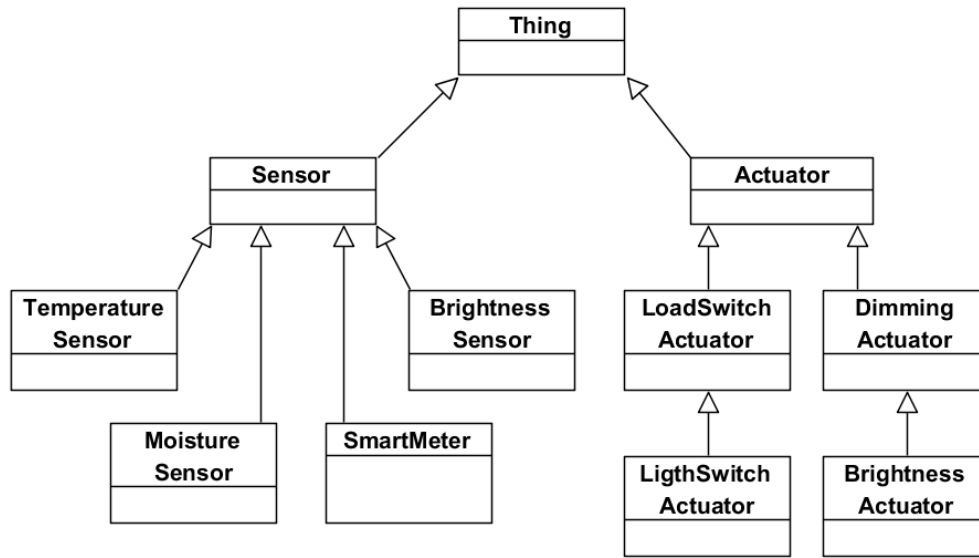 Thing
Sensor
Actuator
Temperature
Sensor
Brightness
Sensor
LoadSwitch
Actuator
Dimming
Actuator
Moisture
Sensor
SmartMeter
LigthSwitch
Actuator
Brightness
Actuator